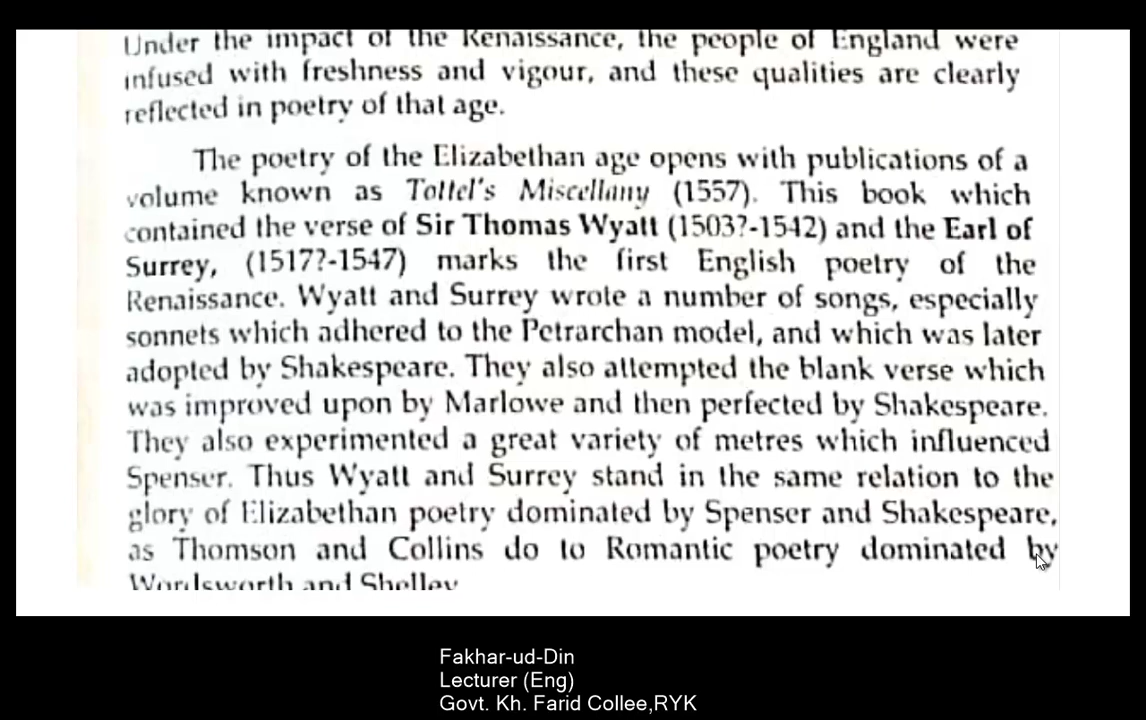 Under the impact of the Renaissance, the people of England were
infused with freshness and vigour, and these qualities are clearly
reflected in poetry of that age.
The poetry of the Elizabethan age opens with publications of a
volume known as Tottel's Miscellany (1557). This book which
contained the verse of Sir Thomas Wyatt (1503?-1542) and the Earl of
Surrey, (1517?-1547) marks the first English poetry of the
Renaissance. Wyatt and Surrey wrote a number of songs, especially
sonnets which adhered to the Petrarchan model, and which was later
adopted by Shakespeare. They also attempted the blank verse which
was improved upon by Marlowe and then perfected by Shakespeare.
They also experimented a great variety of metres which influenced
Spenser. Thus Wyatt and Surrey stand in the same relation to the
glory of Elizabethan poetry dominated by Spenser and Shakespeare,
as Thomson and Collins do to Romantic poetry dominated by
Wordsworth and Shelley
Fakhar-ud-Din
Lecturer (Eng)
Govt. Kh. Farid Collee,RYK